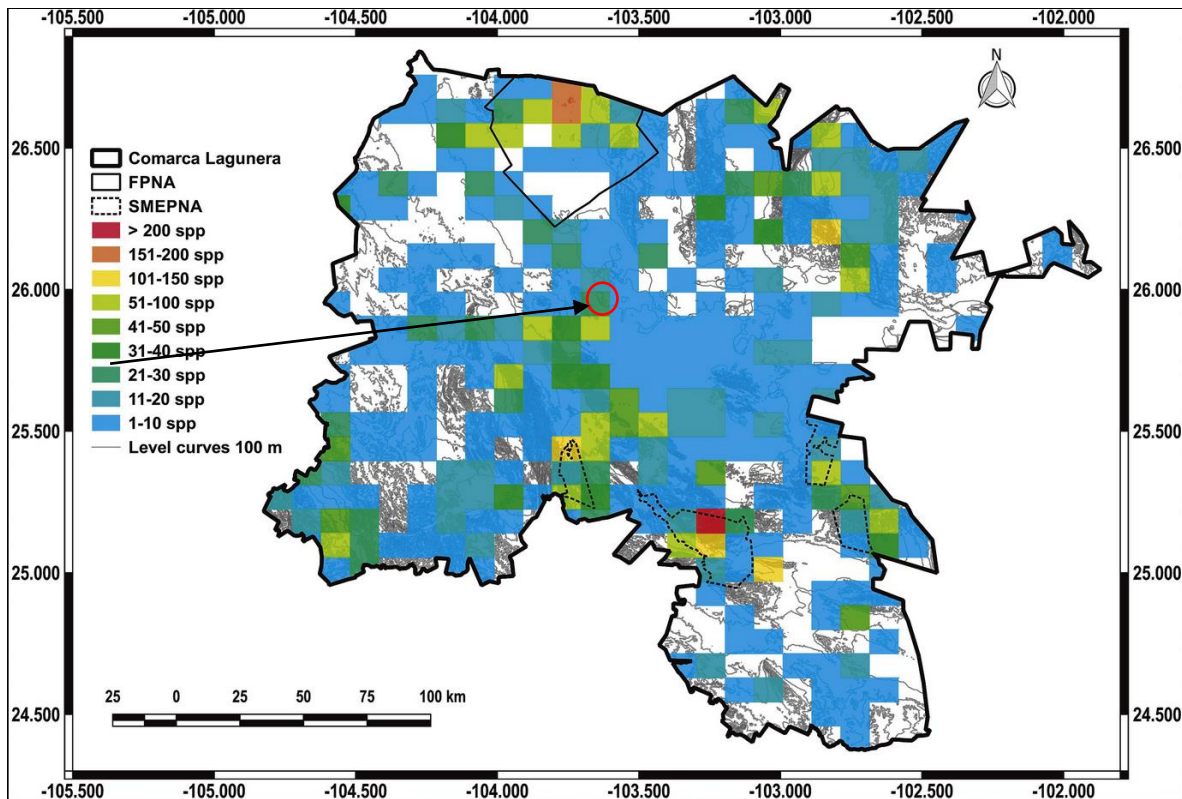 -105.500 -105.000 -104.500 -104.000 -103.500 -103.000 -102.500 -102.000
N
26.500 26.500
Comarca Lagunera
FPNA
SMEPNA
> 200 spp
151-200 spp
101-150 spp
51-100 spp
26.000 26.000
41-50 spp
31-40 spp
21-30 spp
11-20 spp
1-10 spp
25.500 25.500
Level curves 100 m
25.000 25.000
25 0 25 50 75 100 km
24.500 24.500
-105.500 -105.000 -104.500 -104.000 -103.500 -103.000 -102.500 -102.000